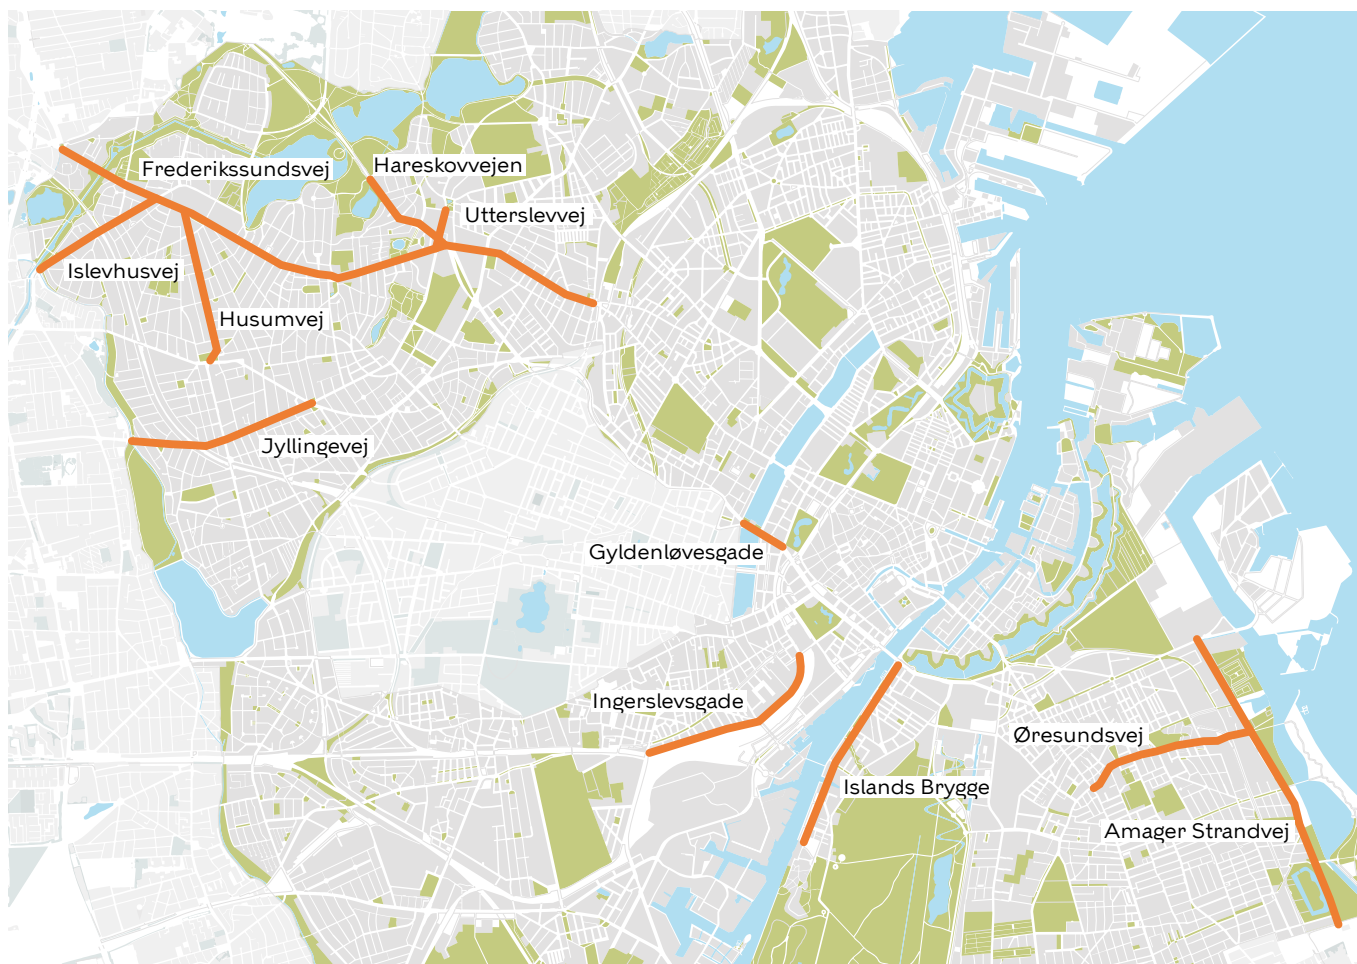 Frederikssundsvej
Hareskovvejen
Utterslevvej
Islevhusvej
Husumvej
Jyllingevej
Gyldenløvesgade
Ingerslevsgade
Øresundsvej
Islands Brygge
Amager Strandvej